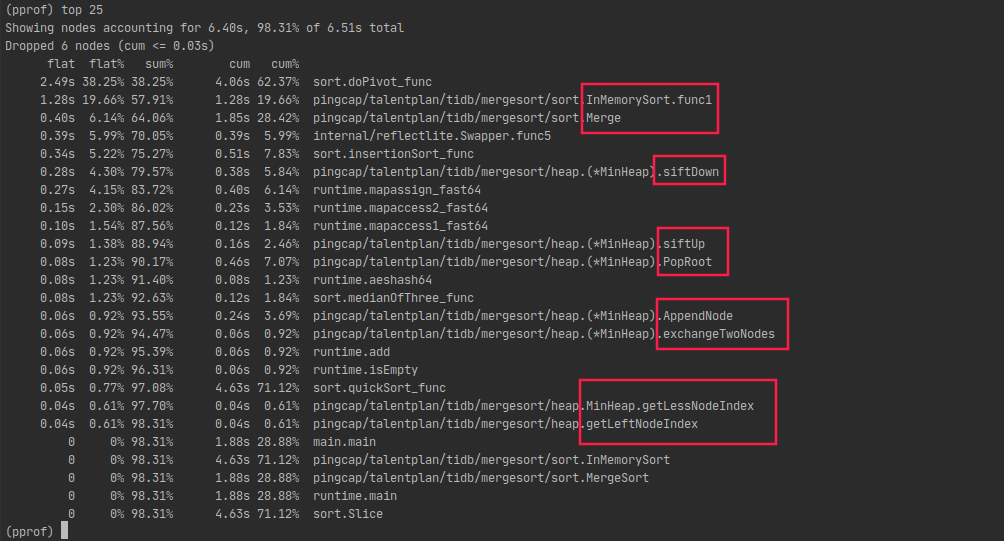 (pprof) top 25
Showing nodes accounting for 6.40s, 98.31% of 6.51s total
Dropped 6 nodes (cum <= 0.03s)
flat flat% sum% cum cum%
2.49s 38.25% 38.25% 4.06s 62.37% sort.doPivot_func
1.28s 19.66% 57.91% 1.28s 19.66% pingcap/talentplan/tidb/mergesort/sort.InMemorySort.func1
0.40s 6.14% 64.06% 1.85s 28.42% pingcap/talentplan/tidb/mergesort/sort.Merge
0.39s 5.99% 70.05% 0.39s 5.99% internal/reflectlite.Swapper.func5
0.34s 5.22% 75.27% 0.51s 7.83% sort.insertionSort_func
0.28s 4.30% 79.57% 0.38s 5.84% pingcap/talentplan/tidb/mergesort/heap.(*MinHeap).siftDown
0.27s 4.15% 83.72% 0.40s 6.14% runtime.mapassign_fast64
0.15s 2.30% 86.02% 0.23s 3.53% runtime.mapaccess2_fast64
0.10s 1.54% 87.56% 0.12s 1.84% runtime.mapaccess1_fast64
0.09s 1.38% 88.94% 0.16s 2.46% pingcap/talentplan/tidb/mergesort/heap.(*MinHeap).siftUp
0.08s 1.23% 90.17% 0.46s 7.07% pingcap/talentplan/tidb/mergesort/heap.(*MinHeap).PopRoot
0.08s 1.23% 91.40% 0.08s 1.23% runtime.aeshash64
0.08s 1.23% 92.63% 0.12s 1.84% sort.medianOfThree_func
0.06s 0.92% 93.55% 0.24s 3.69% pingcap/talentplan/tidb/mergesort/heap.(*MinHeap).AppendNode
0.06s 0.92% 94.47% 0.06s 0.92% pingcap/talentplan/tidb/mergesort/heap.(*MinHeap).exchangeTwoNodes
0.06s 0.92% 95.39% 0.06s 0.92% runtime.add
0.06s 0.92% 96.31% 0.06s 0.92% runtime.isEmpty
0.05s 0.77% 97.08% 4.63s 71.12% sort.quickSort_func
0.04s 0.61% 97.70% 0.04s 0.61% pingcap/talentplan/tidb/mergesort/heap.MinHeap.getLessNodeIndex
0.04s 0.61% 98.31% 0.04s 0.61% pingcap/talentplan/tidb/mergesort/heap.getLeftNodeIndex
0 0% 98.31% 1.88s 28.88% main.main
0 0% 98.31% 4.63s 71.12% pingcap/talentplan/tidb/mergesort/sort.InMemorySort
0 0% 98.31% 1.88s 28.88% pingcap/talentplan/tidb/mergesort/sort.MergeSort
0 0% 98.31% 1.88s 28.88% runtime.main
0 0% 98.31% 4.63s 71.12% sort.Slice
(pprof)